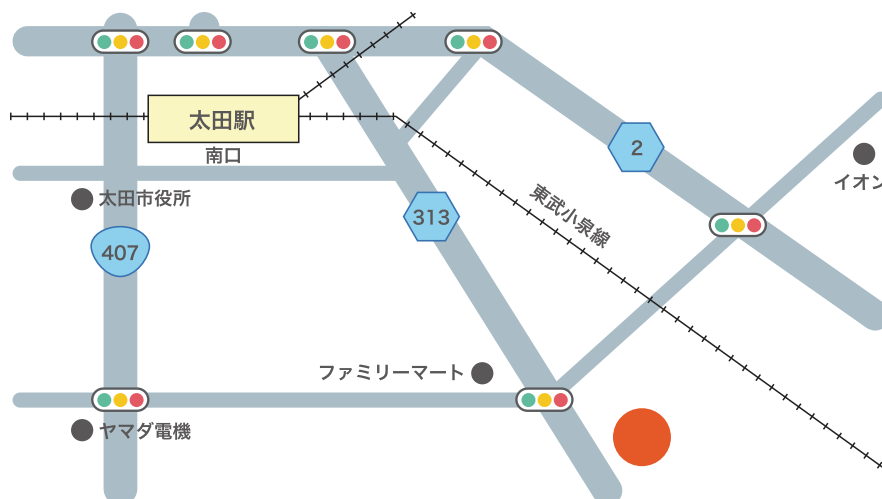 太田駅
2
南口
イオン
太田市役所
313
東武小泉線
407
ファミリーマート
ヤマダ電機